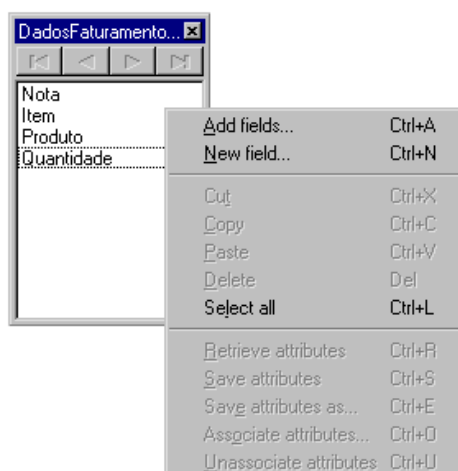 DadosFaturamento...
Nota
Item
Produto
Quantidade
Add fields... Ctrl+A
New field... Ctrl+N
Cut Ctrl+X
Copy Ctrl+C
Paste Ctrl+V
Delete Del
Select all Ctrl+L
Retrieve attributes Ctrl+R
Save attributes Ctrl+S
Save attributes as... Ctrl+E
Associate attributes... Ctrl+O
Unassociate attributes Ctrl+U